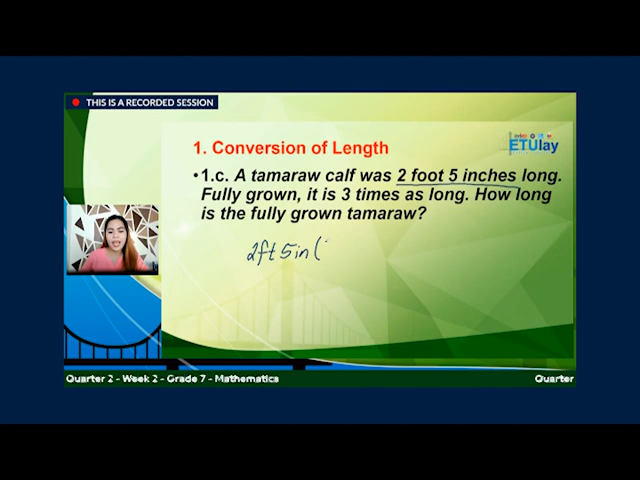 THIS IS A RECORDED SESSION
ETUlay
1. Conversion of Length
•1.c. A tamaraw calf was 2 foot 5 inches long.
Fully grown, it is 3 times as long. How long
is the fully grown tamaraw?
2ft 5in (
Quarter 2 - Week 2 - Grade 7 - Mathematics
Quarter